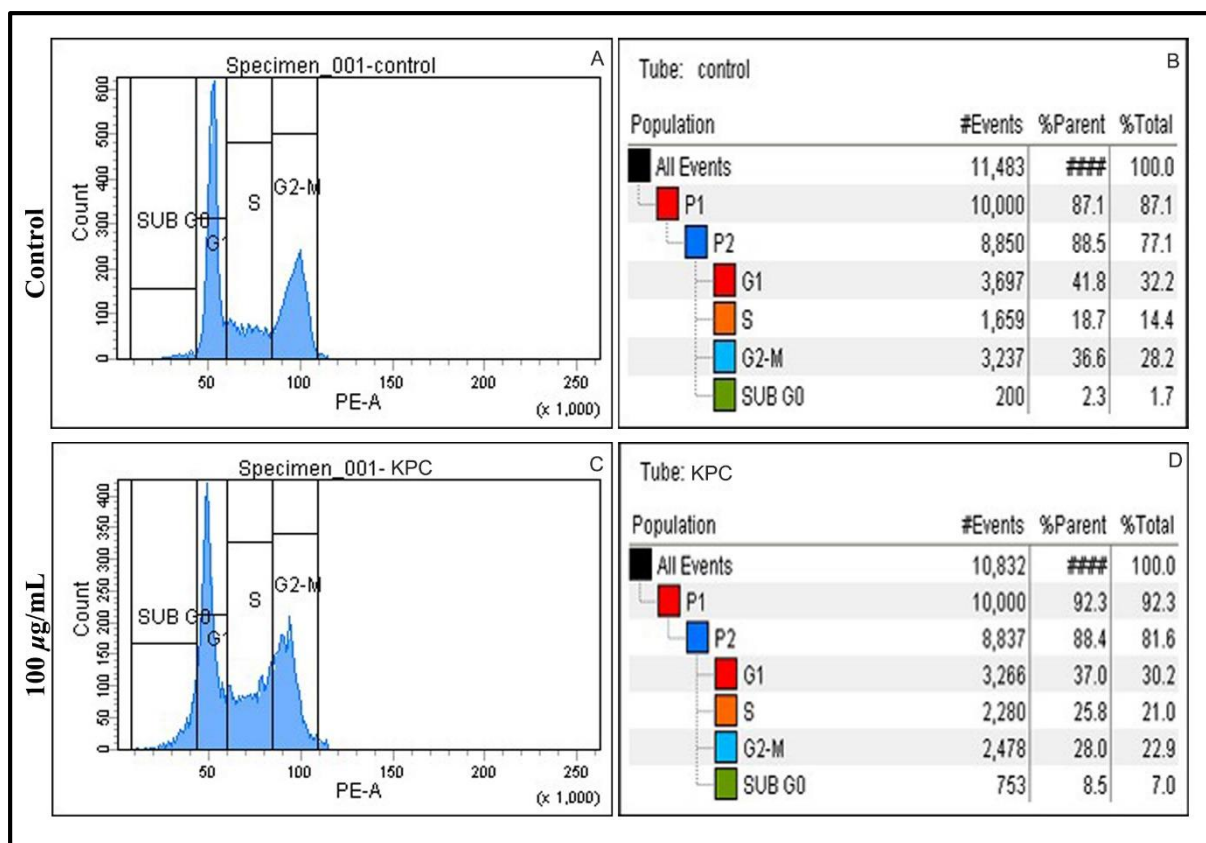 Control
Specimen_001-control
A
Count
600
500
400
300
200
100
0
SUB G0
G1
S
G2-M
50
100
150
200
250
PE-A
(x 1,000)
B
Tube: control
Population #Events %Parent %Total
All Events 11,483 #### 100.0
P1 10,000 87.1 87.1
P2 8,850 88.5 77.1
G1 3,697 41.8 32.2
S 1,659 18.7 14.4
G2-M 3,237 36.6 28.2
SUB G0 200 2.3 1.7
100 µg/mL
Specimen_001- KPC
C
Count
400
350
300
250
200
150
100
50
0
SUB G0
G1
S
G2-M
50
100
150
200
250
PE-A
(x 1,000)
D
Tube: KPC
Population #Events %Parent %Total
All Events 10,832 #### 100.0
P1 10,000 92.3 92.3
P2 8,837 88.4 81.6
G1 3,266 37.0 30.2
S 2,280 25.8 21.0
G2-M 2,478 28.0 22.9
SUB G0 753 8.5 7.0